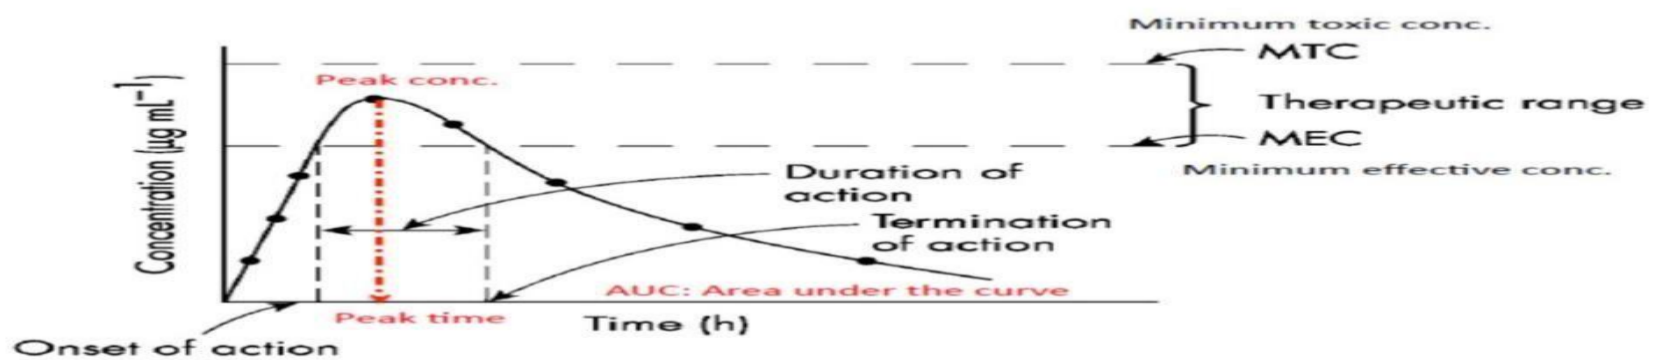 Minimum toxic conc.
MTC
Peak conc.
Therapeutic range
MEC
Minimum effective conc.
Concentration (µg mL⁻¹)
Duration of
action
Termination
of action
AUC: Area under the curve
Peak time
Time (h)
Onset of action